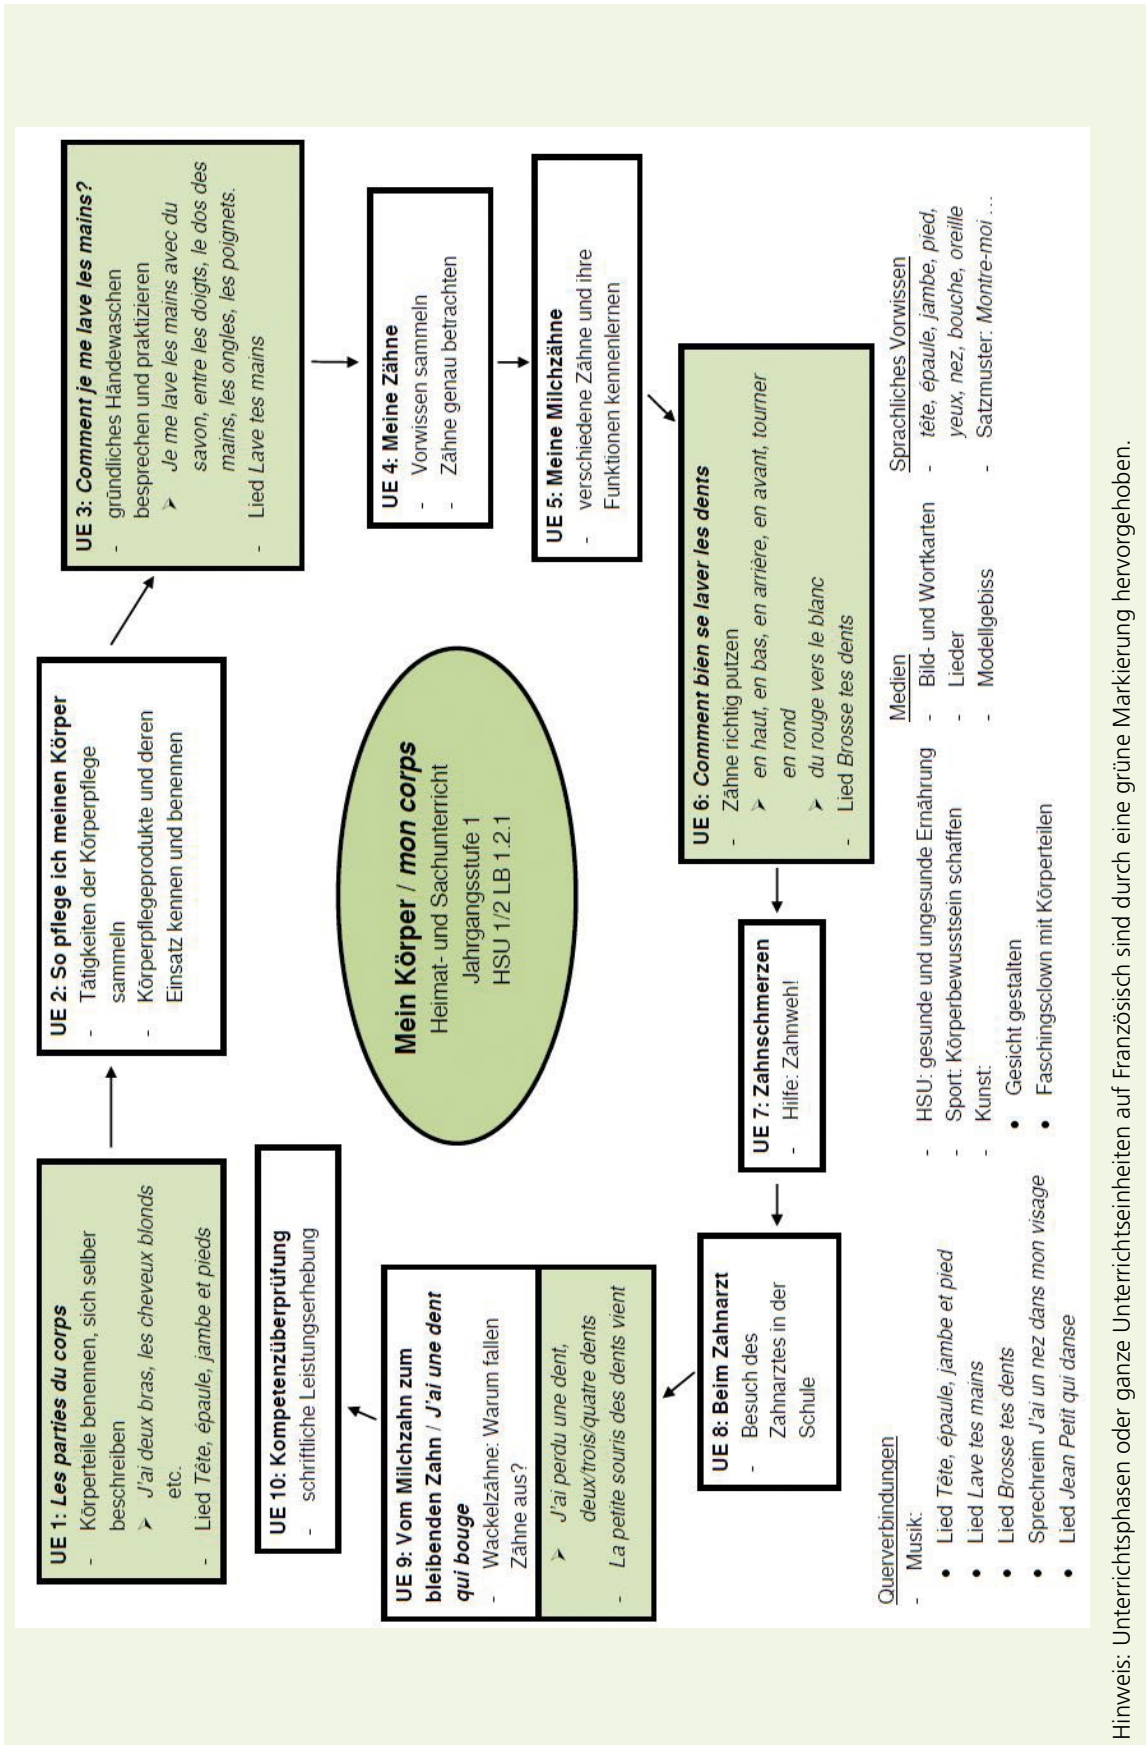 UE 1: Les parties du corps
- Körperteile benennen, sich selber
beschreiben
➢ J'ai deux bras, les cheveux blonds
etc.
- Lied Tête, épaule, jambe et pieds
UE 2: So pflege ich meinen Körper
- Tätigkeiten der Körperpflege
sammeln
- Körperpflegeprodukte und deren
Einsatz kennen und benennen
UE 3: Comment je me lave les mains?
- gründliches Händewaschen
besprechen und praktizieren
➢ Je me lave les mains avec du
savon, entre les doigts, le dos des
mains, les ongles, les poignets.
- Lied Lave tes mains
UE 4: Meine Zähne
- Vorwissen sammeln
- Zähne genau betrachten
UE 5: Meine Milchzähne
- verschiedene Zähne und ihre
Funktionen kennenlernen
Mein Körper / mon corps
Heimat- und Sachunterricht
Jahrgangsstufe 1
HSU 1/2 LB 1.2.1
UE 6: Comment bien se laver les dents
- Zähne richtig putzen
➢ en haut, en bas, en arrière, en avant, tourner
en rond
➢ du rouge vers le blanc
- Lied Brosse tes dents
UE 7: Zahnschmerzen
- Hilfe: Zahnweh!
UE 8: Beim Zahnarzt
- Besuch des
Zahnarztes in der
Schule
UE 9: Vom Milchzahn zum
bleibenden Zahn / J'ai une dent
qui bouge
- Wackelzähne: Warum fallen
Zähne aus?
➢ J'ai perdu une dent,
deux/trois/quatre dents
- La petite souris des dents vient
UE 10: Kompetenzüberprüfung
- schriftliche Leistungserhebung
Querverbindungen
- Musik:
• Lied Tête, épaule, jambe et pied
• Lied Lave tes mains
• Lied Brosse tes dents
• Sprechreim J'ai un nez dans mon visage
• Lied Jean Petit qui danse
- HSU: gesunde und ungesunde Ernährung
- Sport: Körperbewusstsein schaffen
- Kunst:
• Gesicht gestalten
• Faschingsclown mit Körperteilen
Medien
- Bild- und Wortkarten
- Lieder
- Modellgebiss
Sprachliches Vorwissen
- tête, épaule, jambe, pied,
yeux, nez, bouche, oreille
- Satzmuster: Montre-moi …
Hinweis: Unterrichtsphasen oder ganze Unterrichtseinheiten auf Französisch sind durch eine grüne Markierung hervorgehoben.